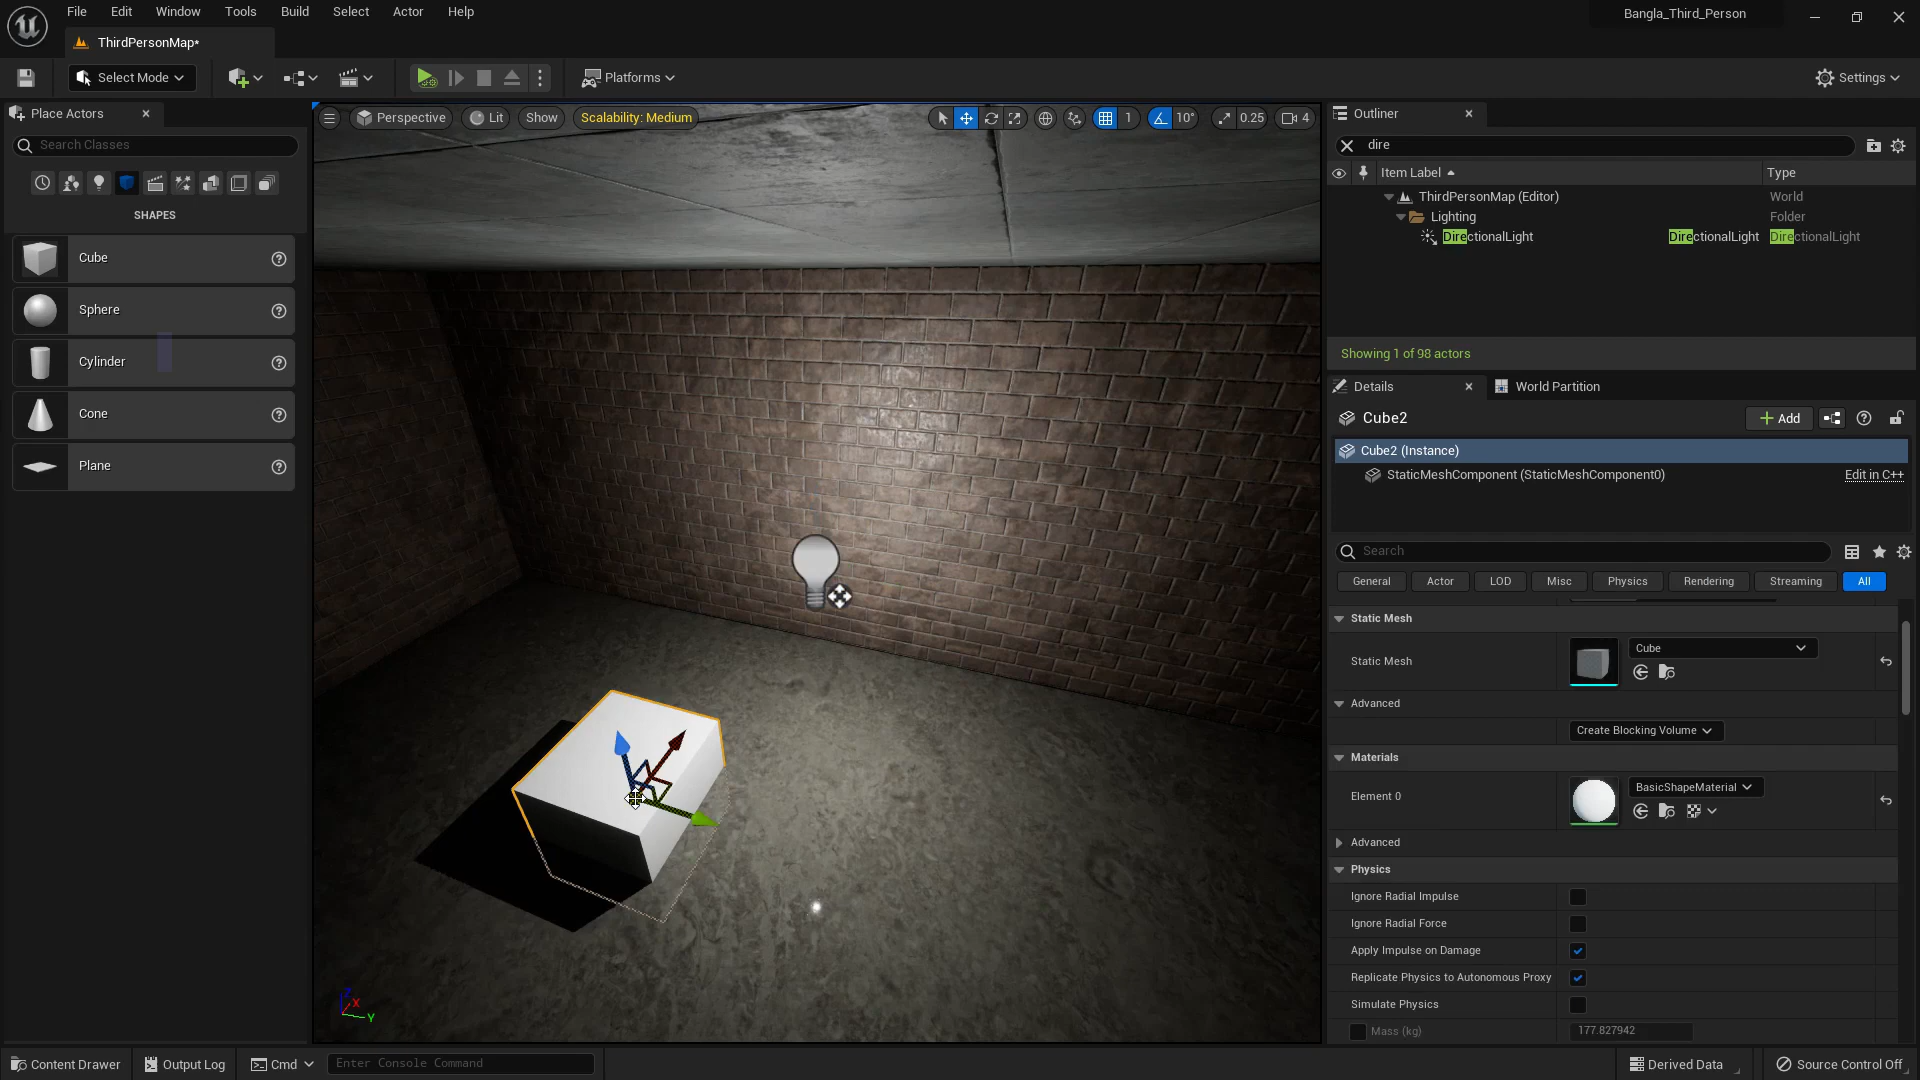 File Edit Window Tools Build Select Actor Help
Bangla_Third_Person
ThirdPersonMap*
Select Mode
Platforms
Settings
Place Actors
Search Classes
SHAPES
Cube
Sphere
Cylinder
Cone
Plane
Perspective
Lit
Show
Scalability: Medium
1
10°
0.25
4
Outliner
dire
Item Label
Type
ThirdPersonMap (Editor) World
Lighting Folder
DirectionalLight DirectionalLight DirectionalLight
Showing 1 of 98 actors
Details
World Partition
Cube2
Add
Cube2 (Instance)
StaticMeshComponent (StaticMeshComponent0) Edit in C++
Search
General Actor LOD Misc Physics Rendering Streaming All
Static Mesh
Static Mesh
Cube
Advanced
Create Blocking Volume
Materials
Element 0
BasicShapeMaterial
Advanced
Physics
Ignore Radial Impulse
Ignore Radial Force
Apply Impulse on Damage
Replicate Physics to Autonomous Proxy
Simulate Physics
Mass (kg) 177.827942
Z
X
Y
Content Drawer
Output Log
Cmd
Enter Console Command
Derived Data
Source Control Off